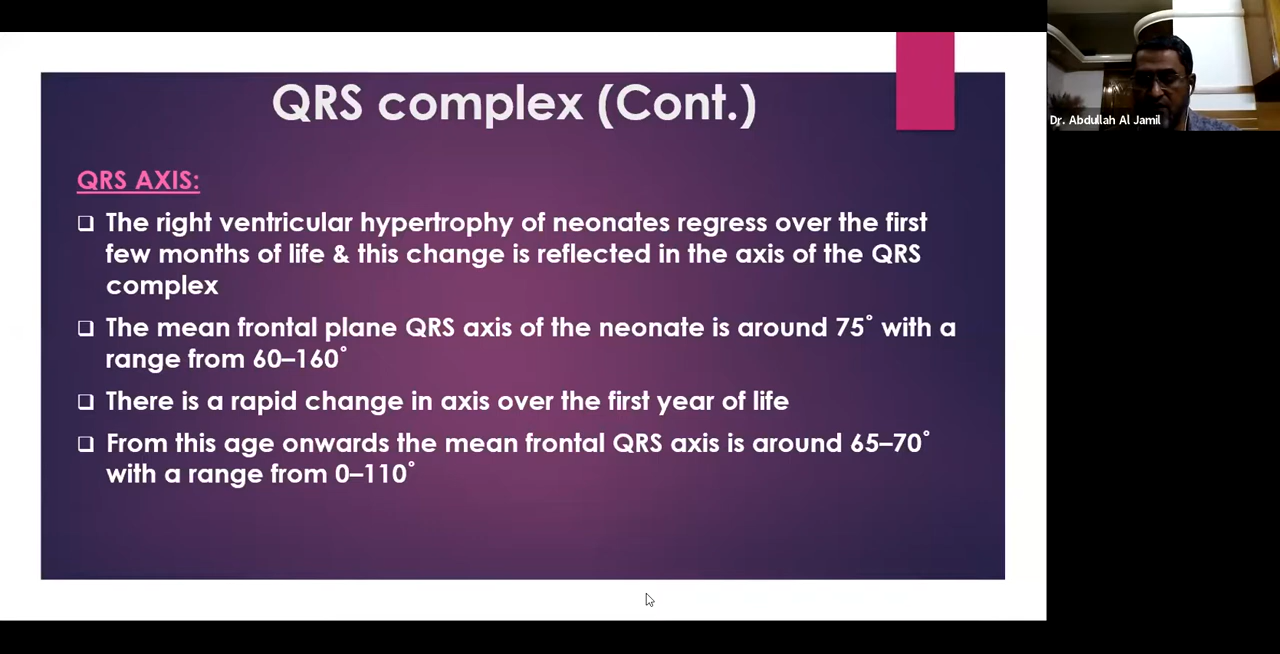 QRS complex (Cont.)
QRS AXIS:
❑ The right ventricular hypertrophy of neonates regress over the first
few months of life & this change is reflected in the axis of the QRS
complex
❑ The mean frontal plane QRS axis of the neonate is around 75˚ with a
range from 60–160˚
❑ There is a rapid change in axis over the first year of life
❑ From this age onwards the mean frontal QRS axis is around 65–70˚
with a range from 0–110˚
Dr. Abdullah Al Jamil